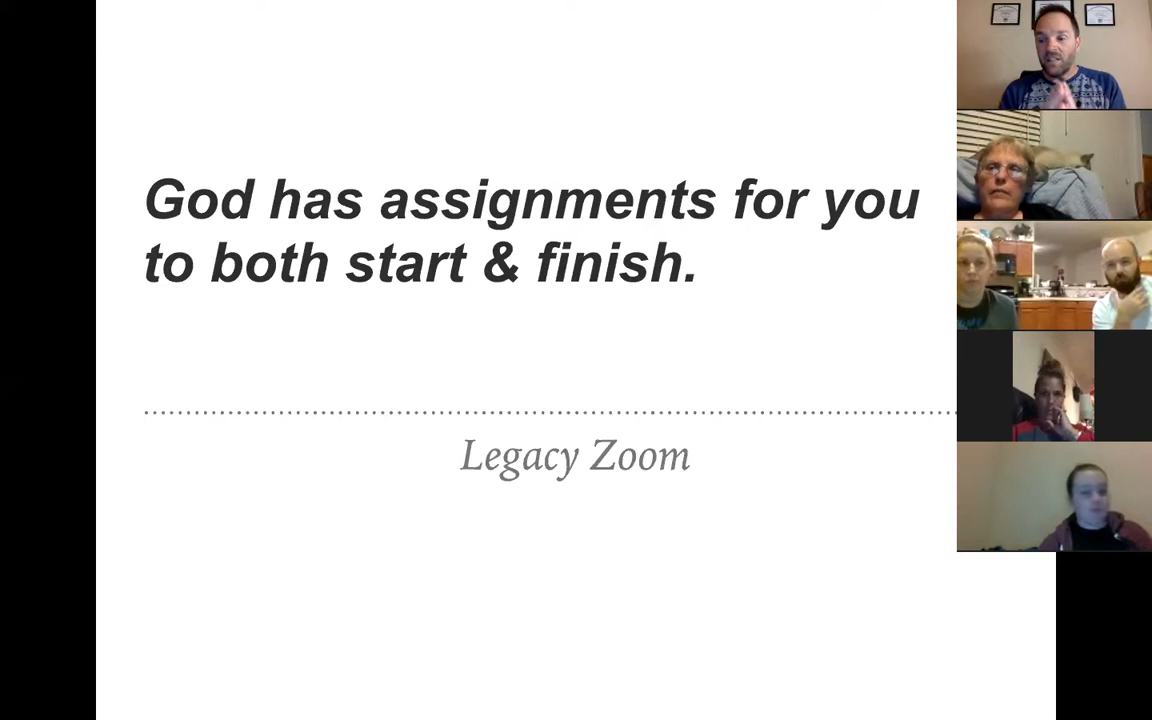 God has assignments for you
to both start & finish.
Legacy Zoom